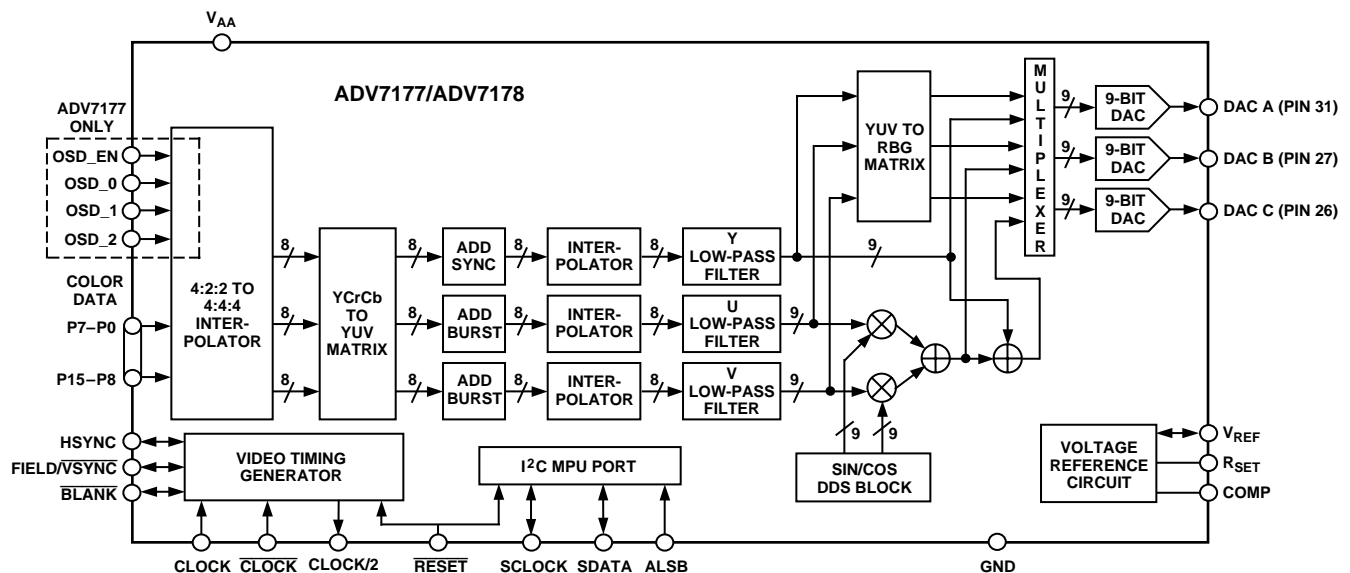 V_AA
ADV7177/ADV7178
ADV7177
ONLY
OSD_EN
OSD_0
OSD_1
OSD_2
COLOR
DATA
P7–P0
P15–P8
4:2:2 TO
4:4:4
INTER-
POLATOR
8
8
8
YCrCb
TO
YUV
MATRIX
8
8
8
ADD
SYNC
ADD
BURST
ADD
BURST
8
8
8
INTER-
POLATOR
INTER-
POLATOR
INTER-
POLATOR
8
8
8
Y
LOW-PASS
FILTER
U
LOW-PASS
FILTER
V
LOW-PASS
FILTER
9
9
9
YUV TO
RBG
MATRIX
MULTIPLEXER
9
9
9
9-BIT
DAC
9-BIT
DAC
9-BIT
DAC
DAC A (PIN 31)
DAC B (PIN 27)
DAC C (PIN 26)
9
9
SIN/COS
DDS BLOCK
HSYNC
FIELD/VSYNC
BLANK
VIDEO TIMING
GENERATOR
I2C MPU PORT
VOLTAGE
REFERENCE
CIRCUIT
V_REF
R_SET
COMP
CLOCK
CLOCK
CLOCK/2
RESET
SCLOCK
SDATA
ALSB
GND